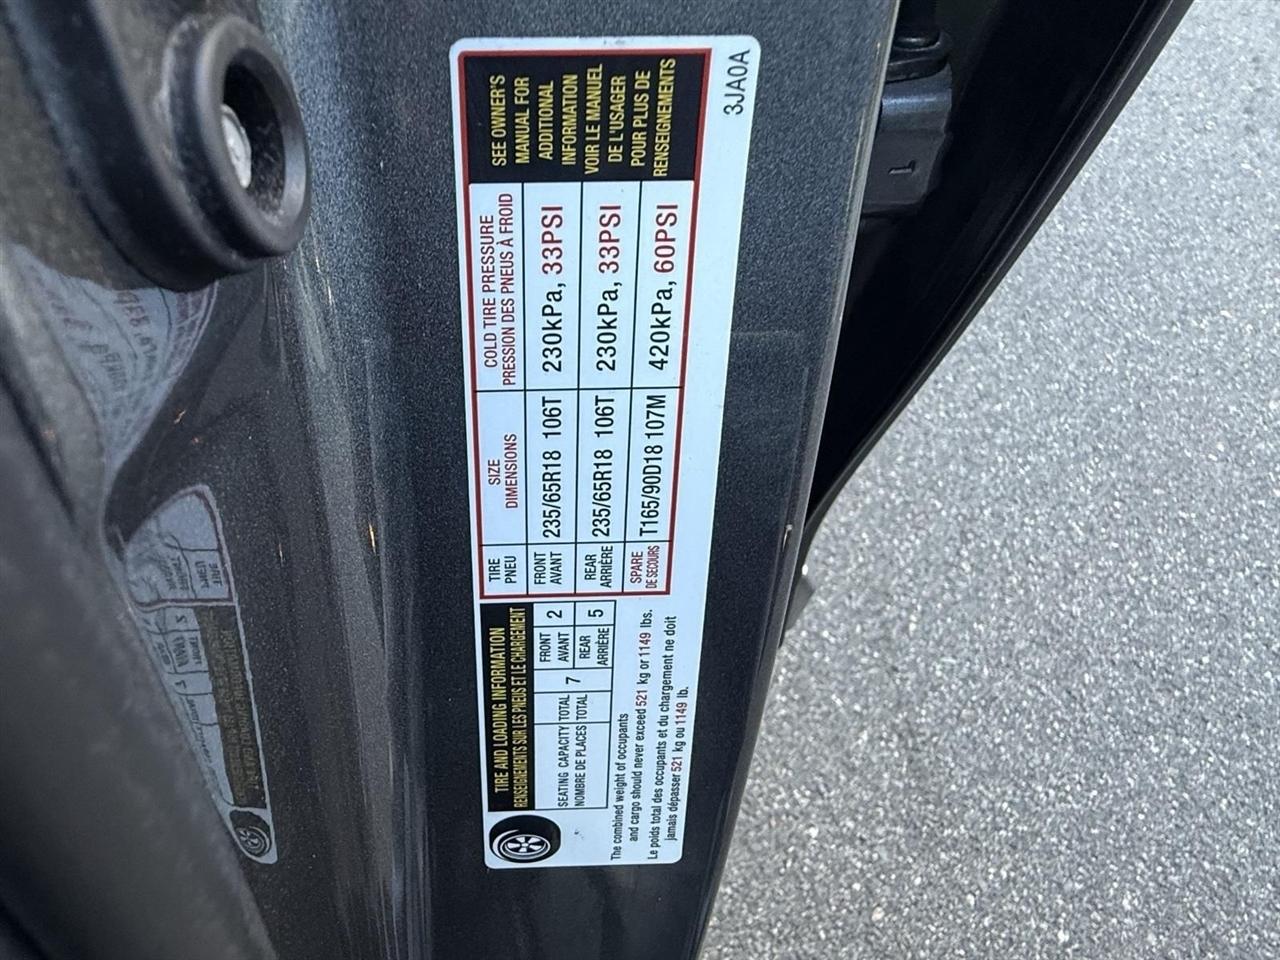 TIRE AND LOADING INFORMATION
RENSEIGNEMENTS SUR LES PNEUS ET LE CHARGEMENT
SEATING CAPACITY
NOMBRE DE PLACES
TOTAL
TOTAL
7
FRONT
AVANT
2
REAR
ARRIÈRE
5
The combined weight of occupants
and cargo should never exceed 521 kg or 1149 lbs.
Le poids total des occupants et du chargement ne doit
jamais dépasser 521 kg ou 1149 lb.
TIRE
PNEU
SIZE
DIMENSIONS
COLD TIRE PRESSURE
PRESSION DES PNEUS À FROID
FRONT
AVANT
235/65R18 106T
230kPa, 33PSI
REAR
ARRIÈRE
235/65R18 106T
230kPa, 33PSI
SPARE
DE SECOURS
T165/90D18 107M
420kPa, 60PSI
SEE OWNER'S
MANUAL FOR
ADDITIONAL
INFORMATION
VOIR LE MANUEL
DE L'USAGER
POUR PLUS DE
RENSEIGNEMENTS
3JA0A